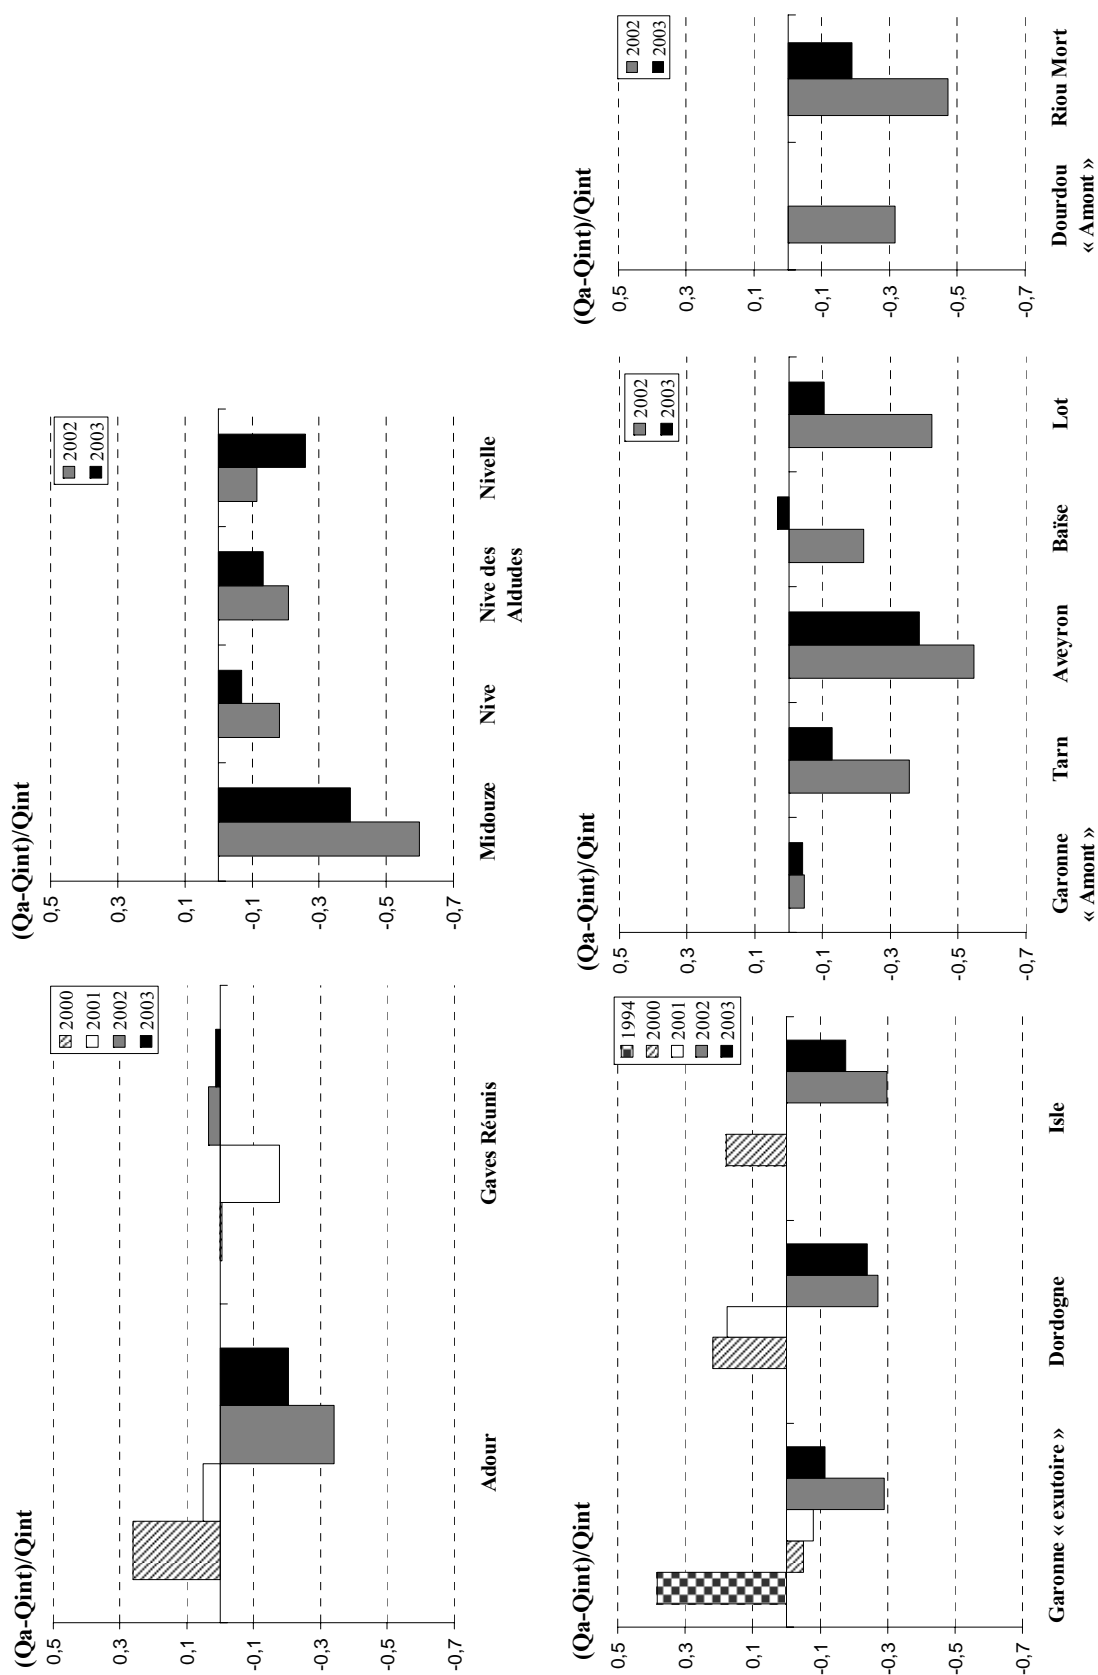 (Qa-Qint)/Qint
0,5
0,3
0,1
-0,1
-0,3
-0,5
-0,7
2000
2001
2002
2003
Adour
Gaves Réunis
(Qa-Qint)/Qint
0,5
0,3
0,1
-0,1
-0,3
-0,5
-0,7
2002
2003
Midouze
Nive
Nive des
Aldudes
Nivelle
(Qa-Qint)/Qint
0,5
0,3
0,1
-0,1
-0,3
-0,5
-0,7
1994
2000
2001
2002
2003
Garonne « exutoire »
Dordogne
Isle
(Qa-Qint)/Qint
0,5
0,3
0,1
-0,1
-0,3
-0,5
-0,7
2002
2003
Garonne
« Amont »
Tarn
Aveyron
Baïse
Lot
(Qa-Qint)/Qint
0,5
0,3
0,1
-0,1
-0,3
-0,5
-0,7
2002
2003
Dourdou
« Amont »
Riou Mort